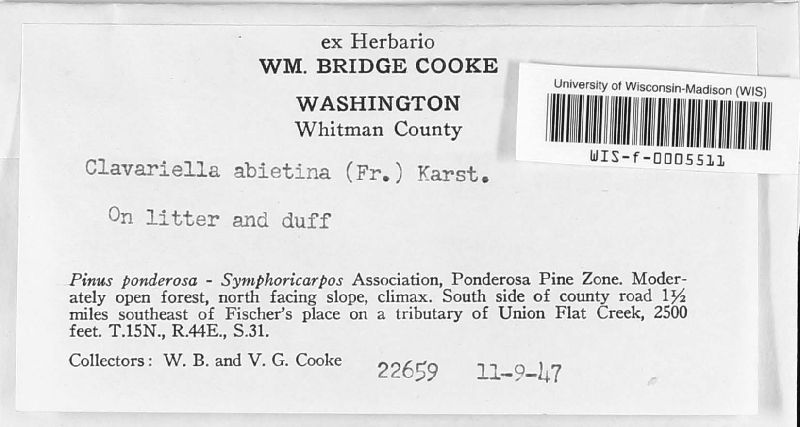 ex Herbario
WM. BRIDGE COOKE
WASHINGTON
Whitman County
University of Wisconsin-Madison (WIS)
WIS-f-0005511
Clavariella abietina (Fr.) Karst.
On litter and duff
Pinus ponderosa - Symphoricarpos Association, Ponderosa Pine Zone. Moder-
ately open forest, north facing slope, climax. South side of county road 1½
miles southeast of Fischer's place on a tributary of Union Flat Creek, 2500
feet. T.15N., R.44E., S.31.
Collectors: W. B. and V. G. Cooke 22659 11-9-47